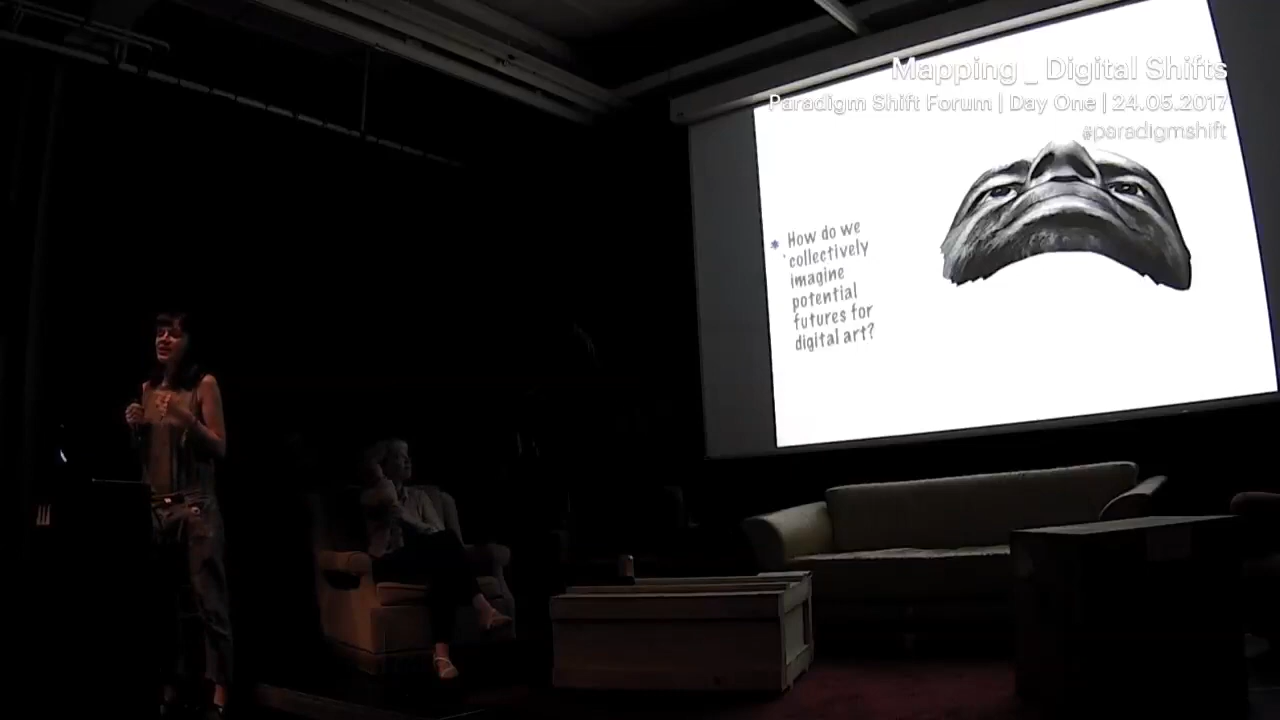 Mapping _ Digital Shifts
Paradigm Shift Forum | Day One | 24.05.2017
#paradigmshift
* How do we
collectively
imagine
potential
futures for
digital art?